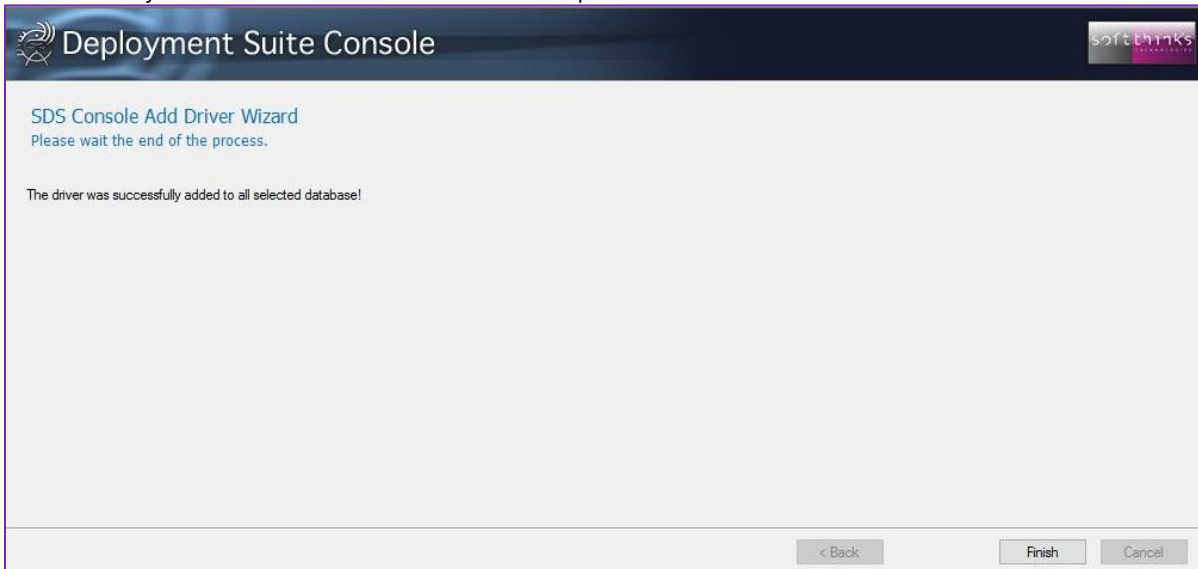 Deployment Suite Console
softthinks
TECHNOLOGIES
SDS Console Add Driver Wizard
Please wait the end of the process.
The driver was successfully added to all selected database!
< Back
Finish
Cancel